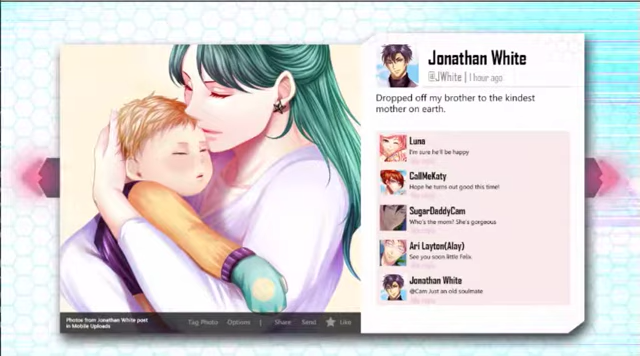 Jonathan White
@JWhite | 1 hour ago
Dropped off my brother to the kindest
mother on earth.
Luna
I'm sure he'll be happy
CallMeKaty
Hope he turns out good this time!
SugarDaddyCam
Who's the mom? She's gorgeous
Ari Layton(Alay)
See you soon little Felix.
Jonathan White
@Cam Just an old soulmate
Photos from Jonathan White post
in Mobile Uploads
Tag Photo Options | Share Send Like